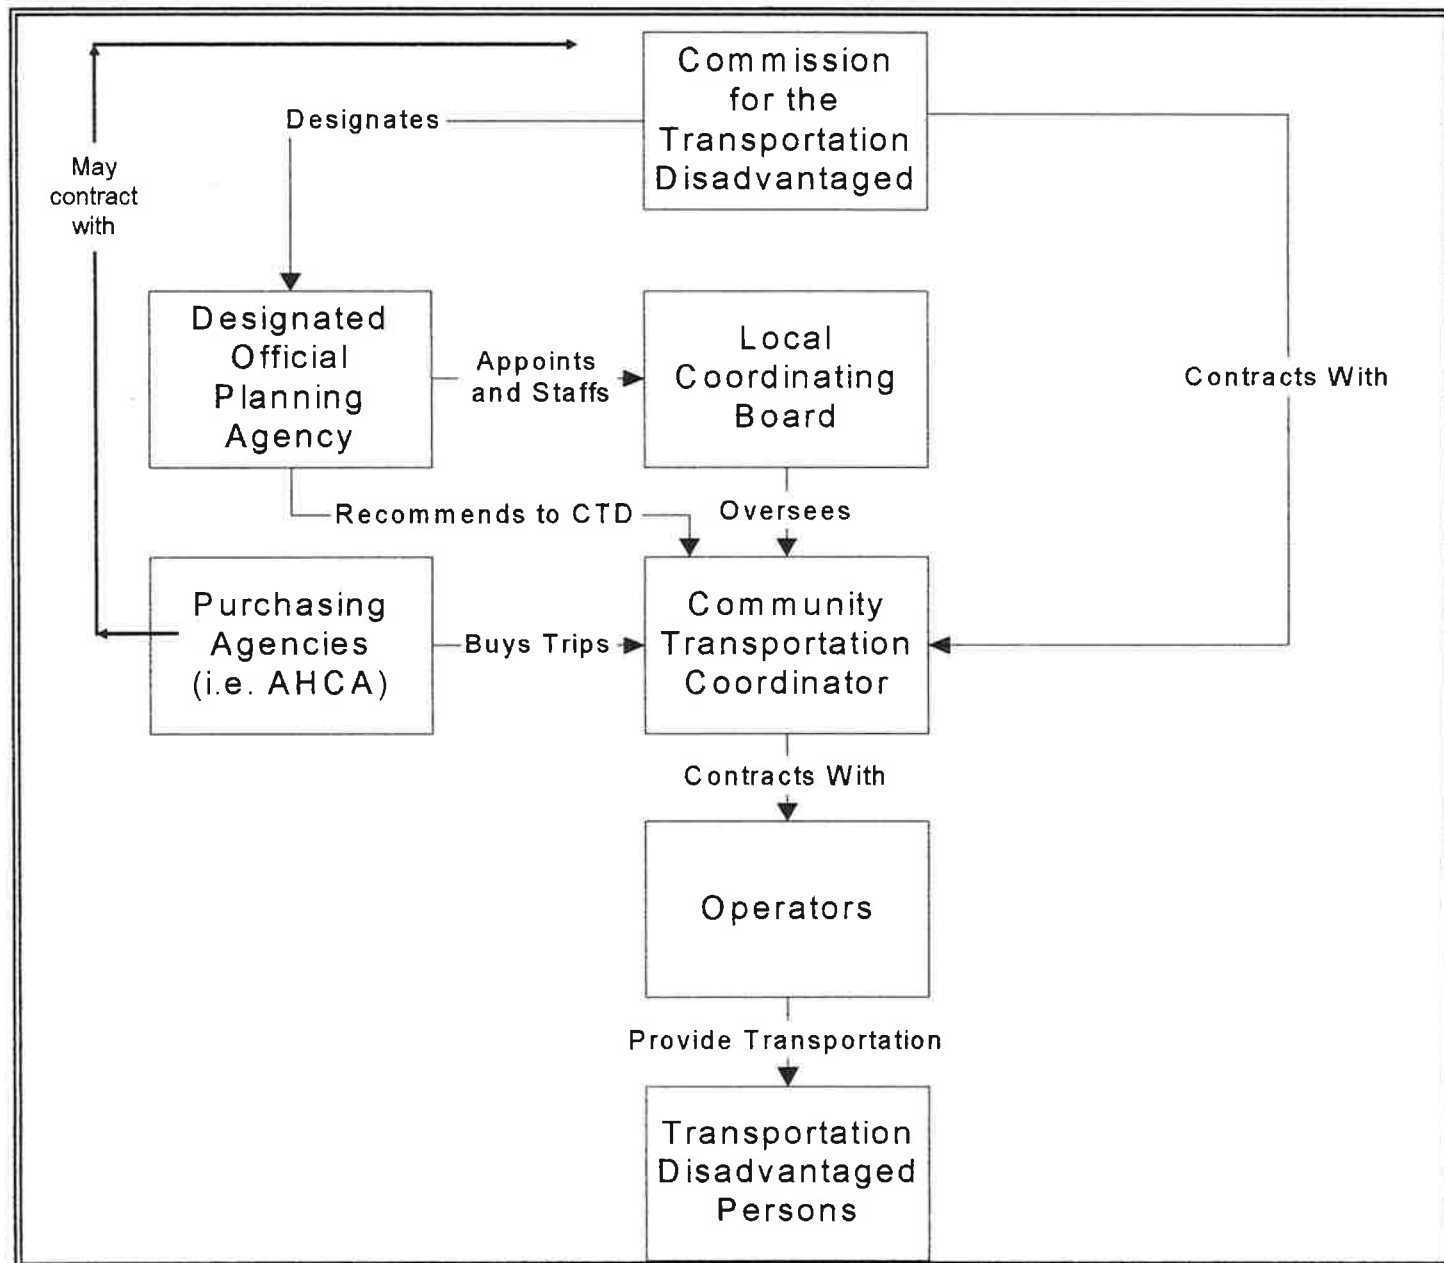 Commission
for the
Transportation
Disadvantaged
Designates
May
contract
with
Designated
Official
Planning
Agency
Appoints
and Staffs
Local
Coordinating
Board
Contracts With
Recommends to CTD
Oversees
Purchasing
Agencies
(i.e. AHCA)
Buys Trips
Community
Transportation
Coordinator
Contracts With
Operators
Provide Transportation
Transportation
Disadvantaged
Persons